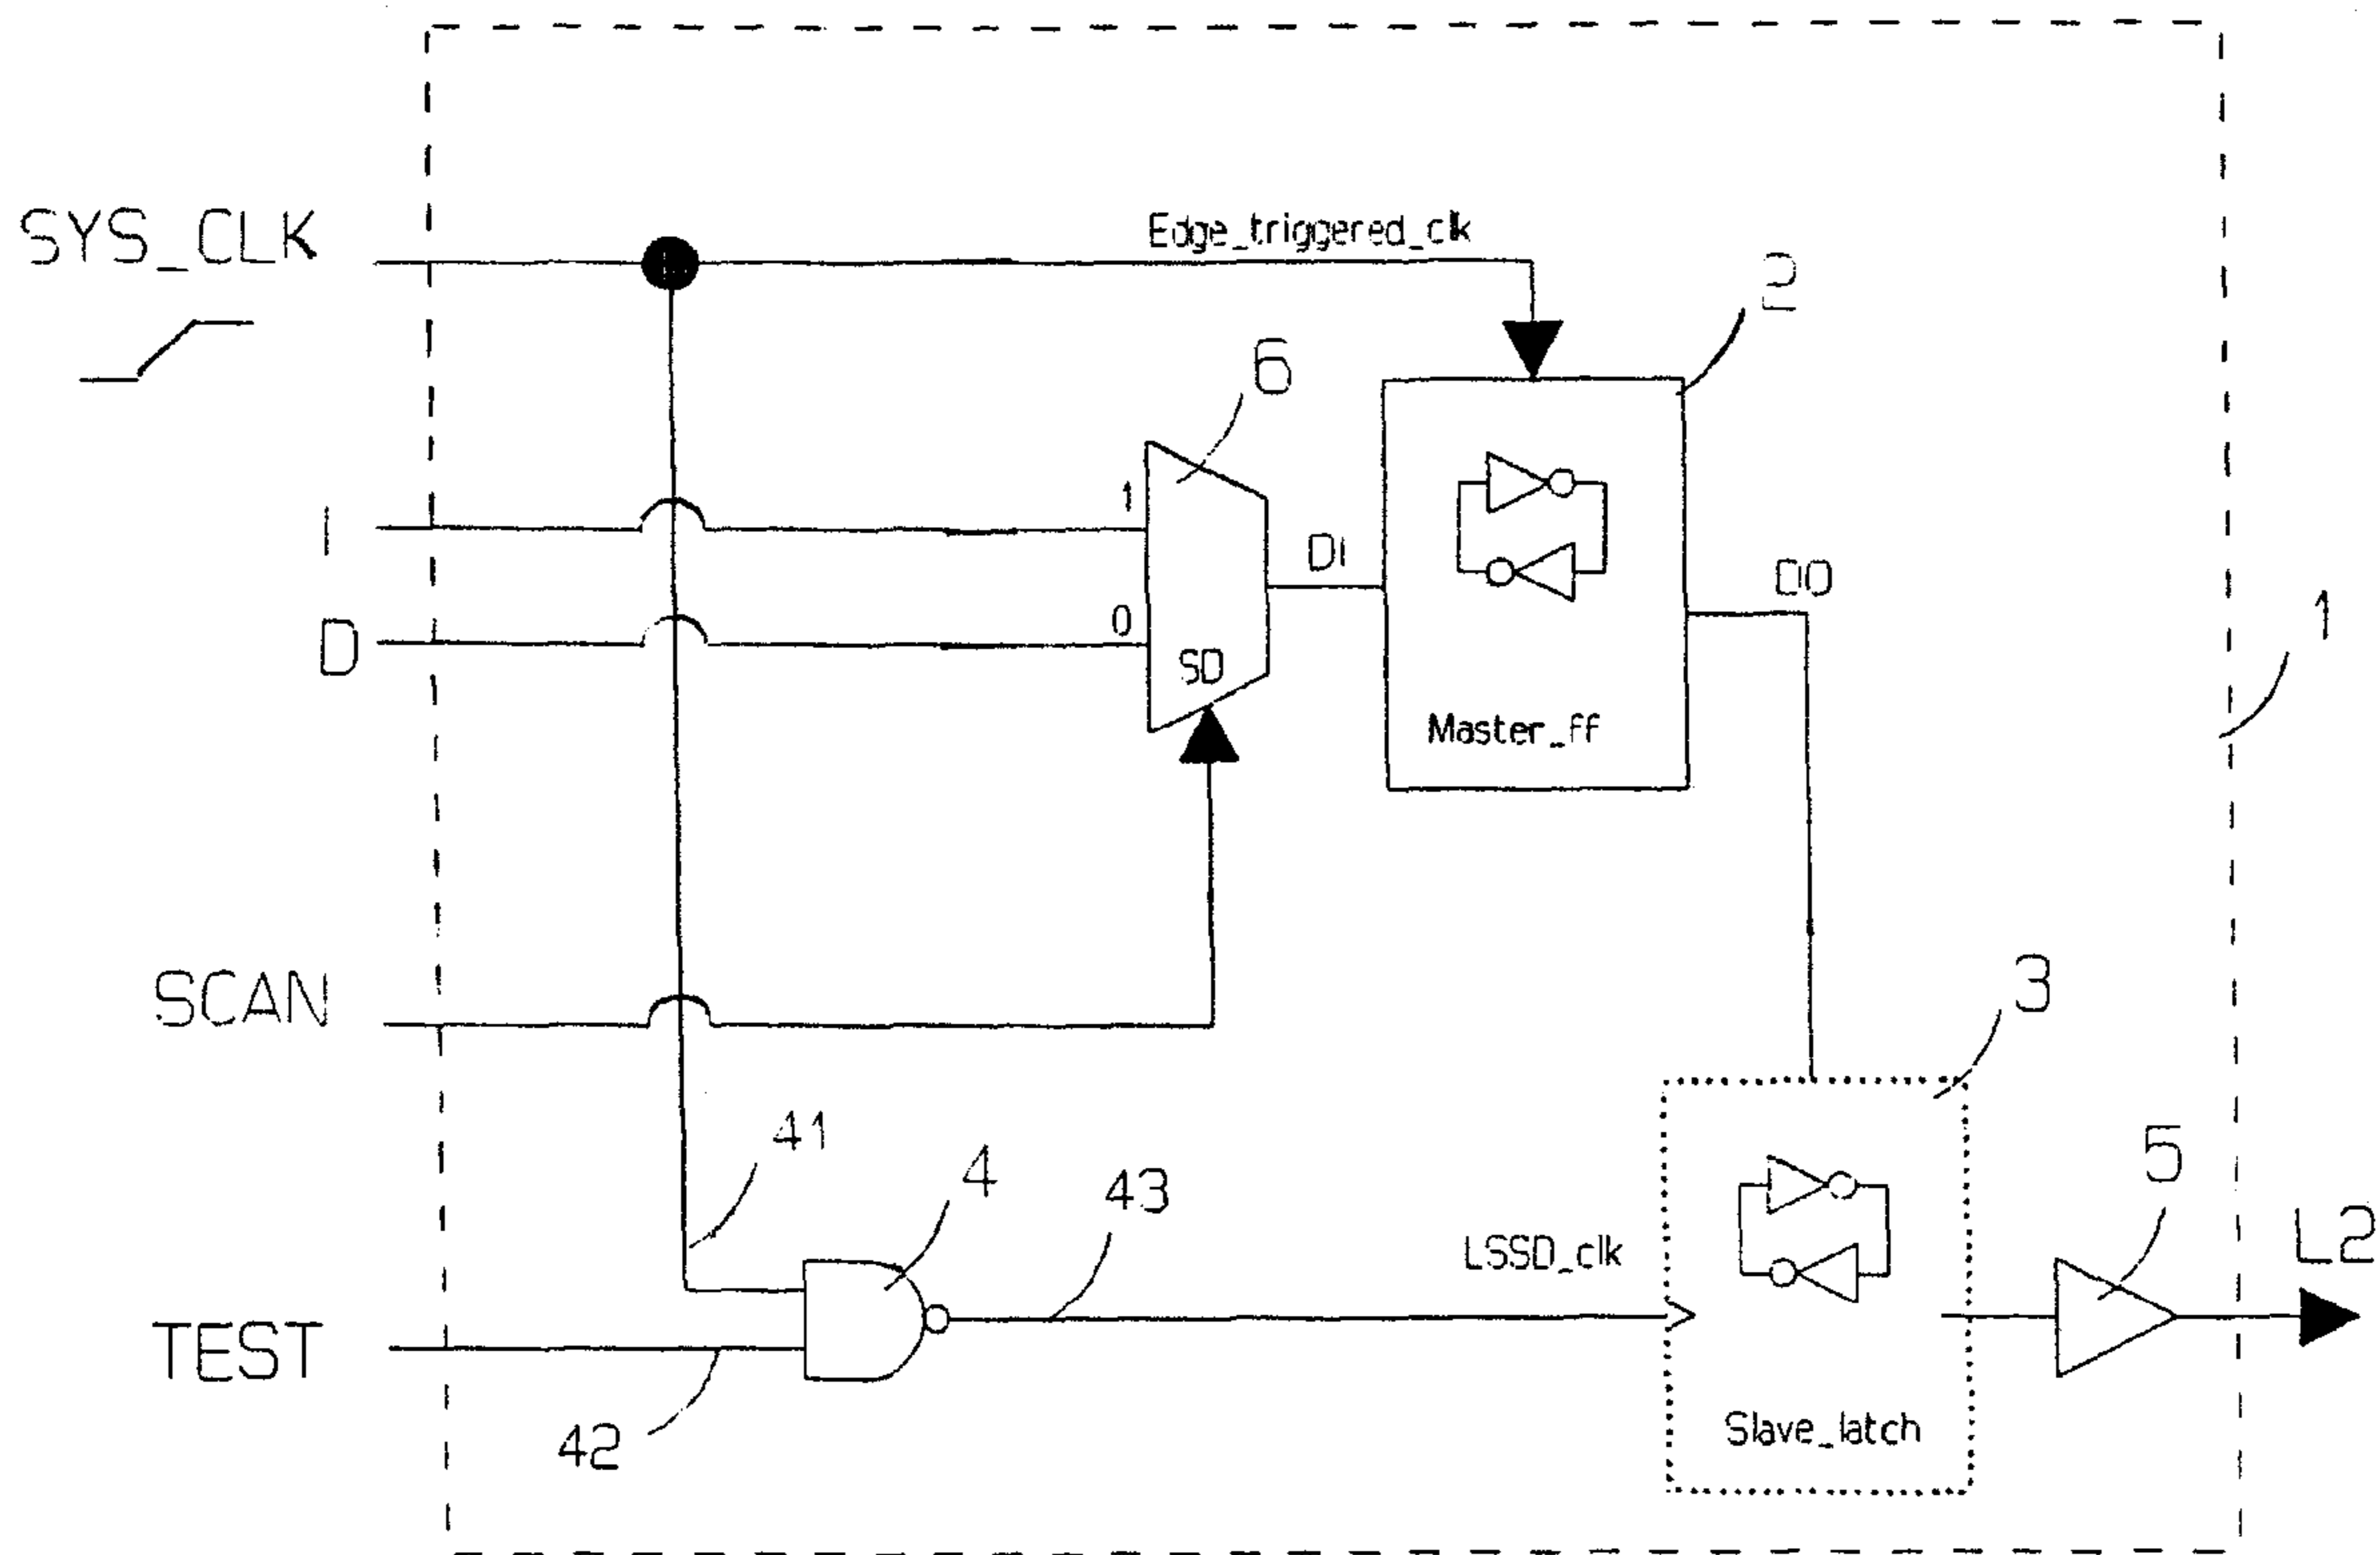 SYS_CLK
Edge_triggered_clk
2
6
I
1
DI
DO
D
0
SD
1
Master_ff
SCAN
3
41
4
43
5
LSSD_clk
L2
TEST
42
Slave_latch